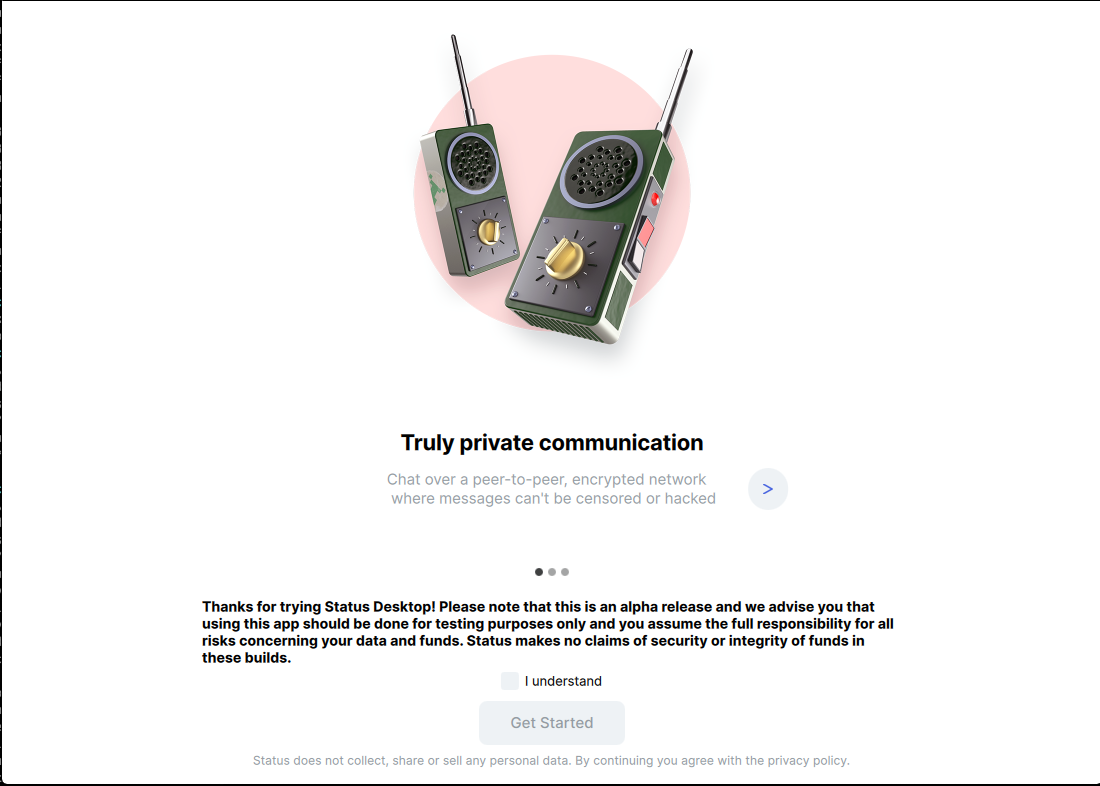 Truly private communication
Chat over a peer-to-peer, encrypted network
where messages can't be censored or hacked
>
Thanks for trying Status Desktop! Please note that this is an alpha release and we advise you that
using this app should be done for testing purposes only and you assume the full responsibility for all
risks concerning your data and funds. Status makes no claims of security or integrity of funds in
these builds.
I understand
Get Started
Status does not collect, share or sell any personal data. By continuing you agree with the privacy policy.